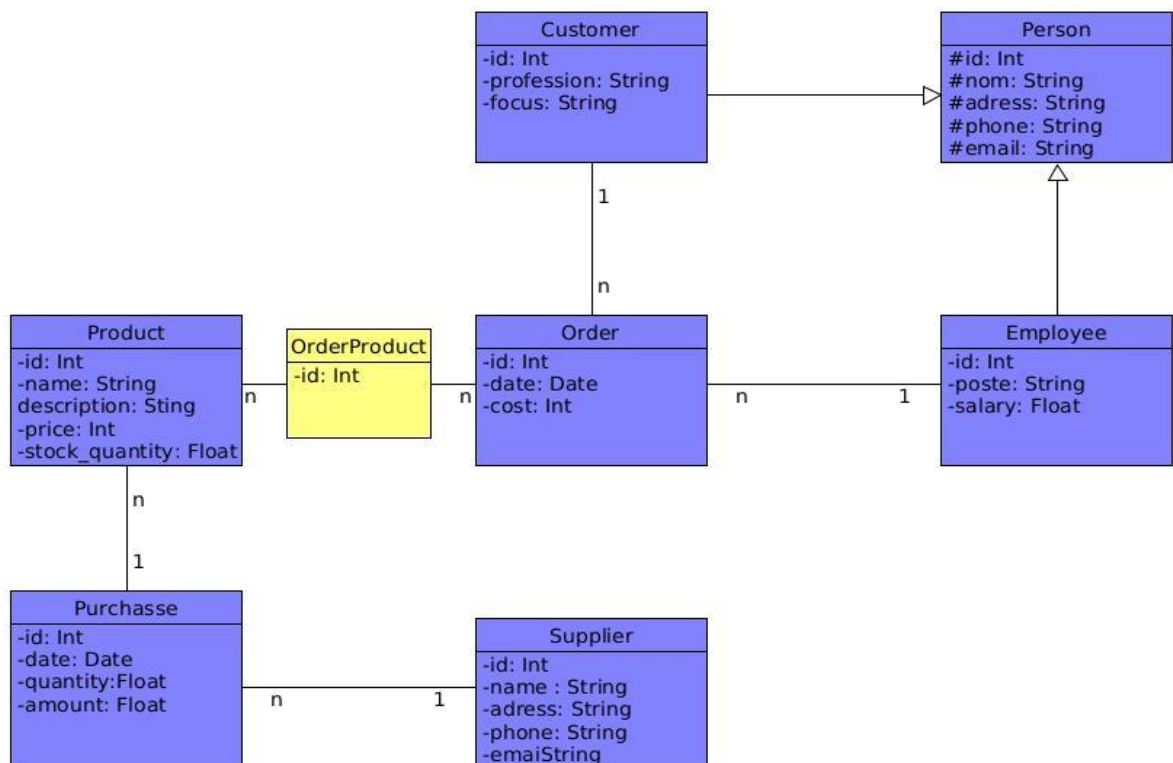 Customer
-id: Int
-profession: String
-focus: String
Person
#id: Int
#nom: String
#adress: String
#phone: String
#email: String
1
n
Product
-id: Int
-name: String
description: Sting
-price: Int
-stock_quantity: Float
n
OrderProduct
-id: Int
n
Order
-id: Int
-date: Date
-cost: Int
n
1
Employee
-id: Int
-poste: String
-salary: Float
n
1
Purchasse
-id: Int
-date: Date
-quantity:Float
-amount: Float
n
1
Supplier
-id: Int
-name : String
-adress: String
-phone: String
-emaiString